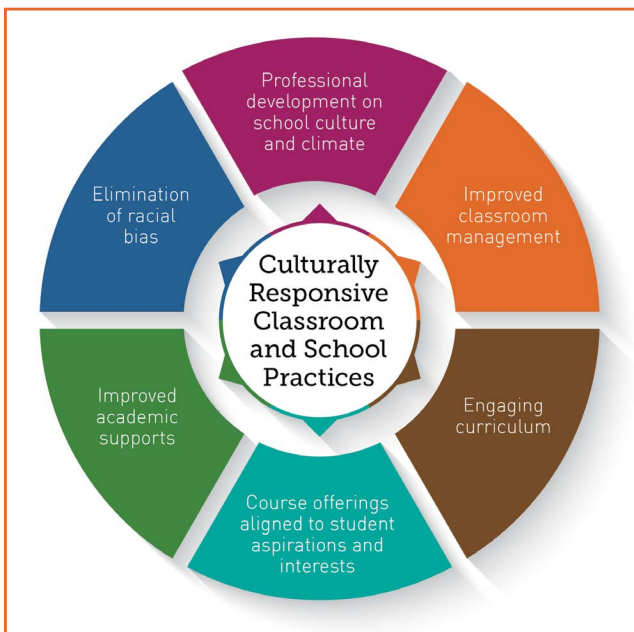 Professional
development on
school culture
and climate
Improved
classroom
management
Engaging
curriculum
Course offerings
aligned to student
aspirations and
interests
Improved
academic
supports
Elimination
of racial
bias
Culturally
Responsive
Classroom
and School
Practices